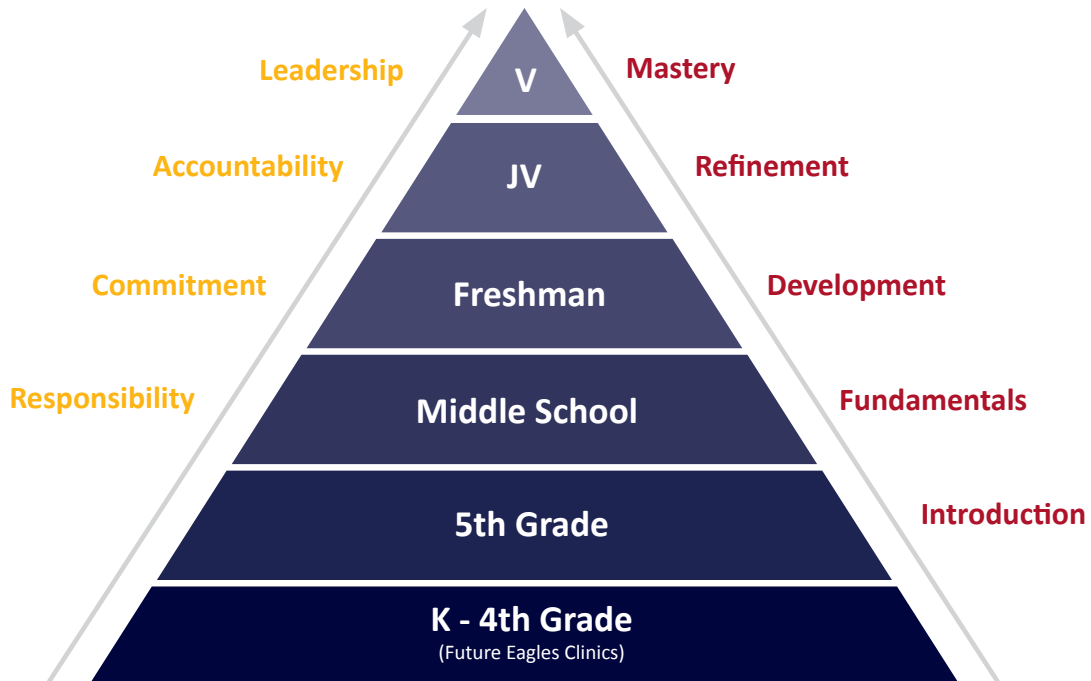 Leadership
V
Mastery
Accountability
JV
Refinement
Commitment
Freshman
Development
Responsibility
Middle School
Fundamentals
5th Grade
Introduction
K - 4th Grade
(Future Eagles Clinics)